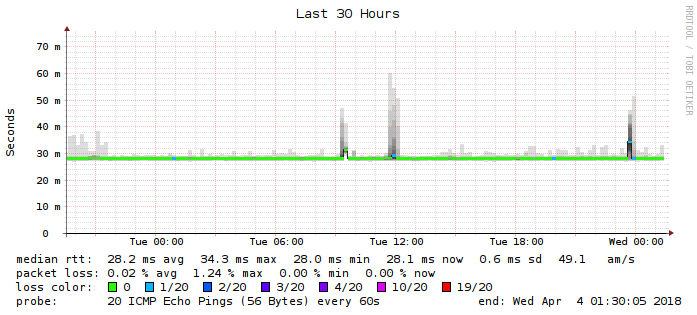 Last 30 Hours
RRDTOOL / TOBI OETIKER
Seconds
70 m
60 m
50 m
40 m
30 m
20 m
10 m
0
Tue 00:00 Tue 06:00 Tue 12:00 Tue 18:00 Wed 00:00
median rtt: 28.2 ms avg 34.3 ms max 28.0 ms min 28.1 ms now 0.6 ms sd 49.1 am/s
packet loss: 0.02 % avg 1.24 % max 0.00 % min 0.00 % now
loss color: 0 1/20 2/20 3/20 4/20 10/20 19/20
probe: 20 ICMP Echo Pings (56 Bytes) every 60s end: Wed Apr 4 01:30:05 2018